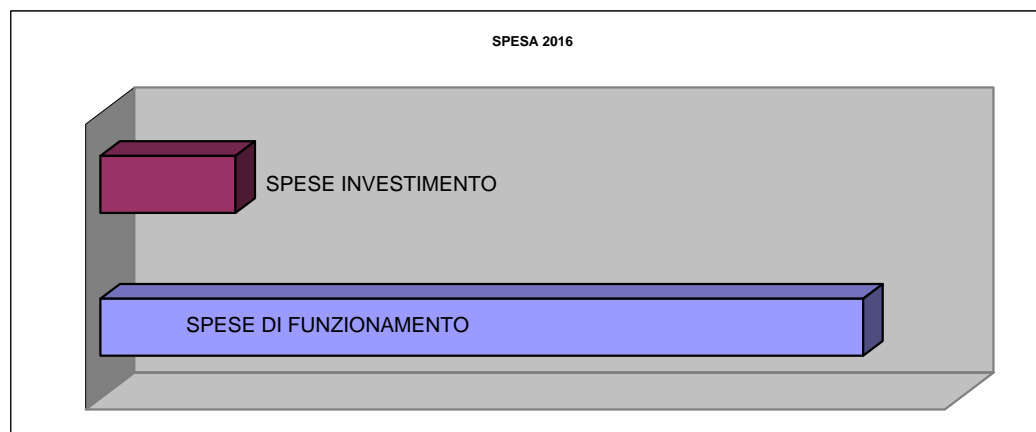 SPESA 2016
SPESE INVESTIMENTO
SPESE DI FUNZIONAMENTO